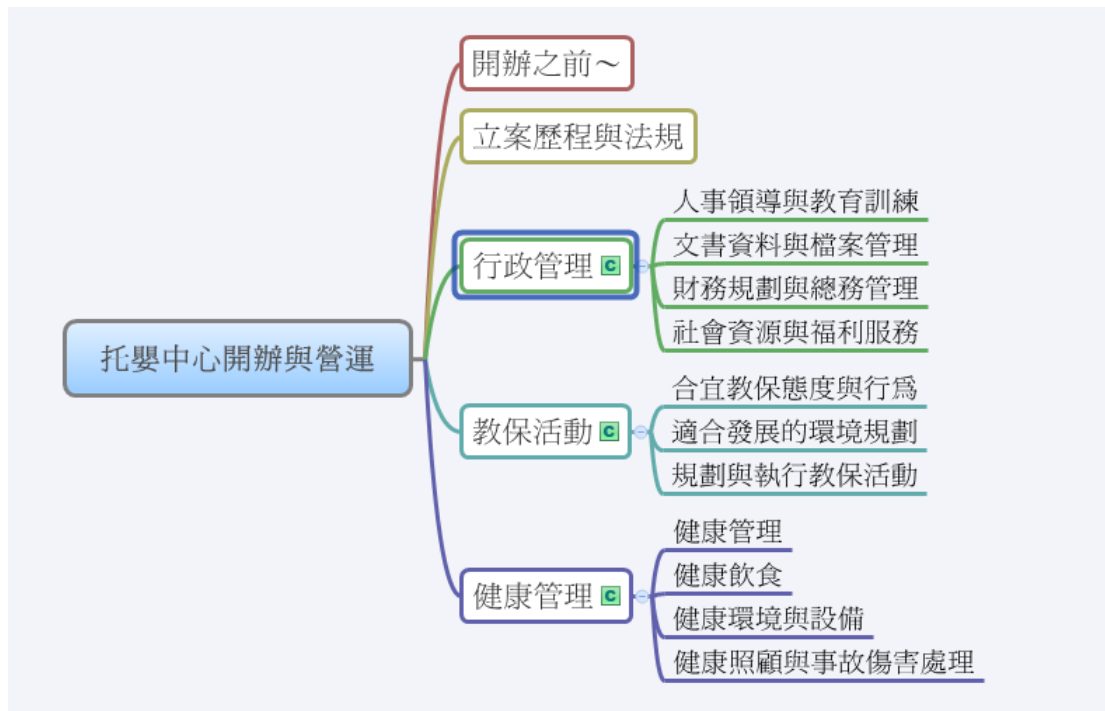 開辦之前～
立案歷程與法規
行政管理 C
人事領導與教育訓練
文書資料與檔案管理
財務規劃與總務管理
社會資源與福利服務
托嬰中心開辦與營運
教保活動 C
合宜教保態度與行爲
適合發展的環境規劃
規劃與執行教保活動
健康管理 C
健康管理
健康飲食
健康環境與設備
健康照顧與事故傷害處理